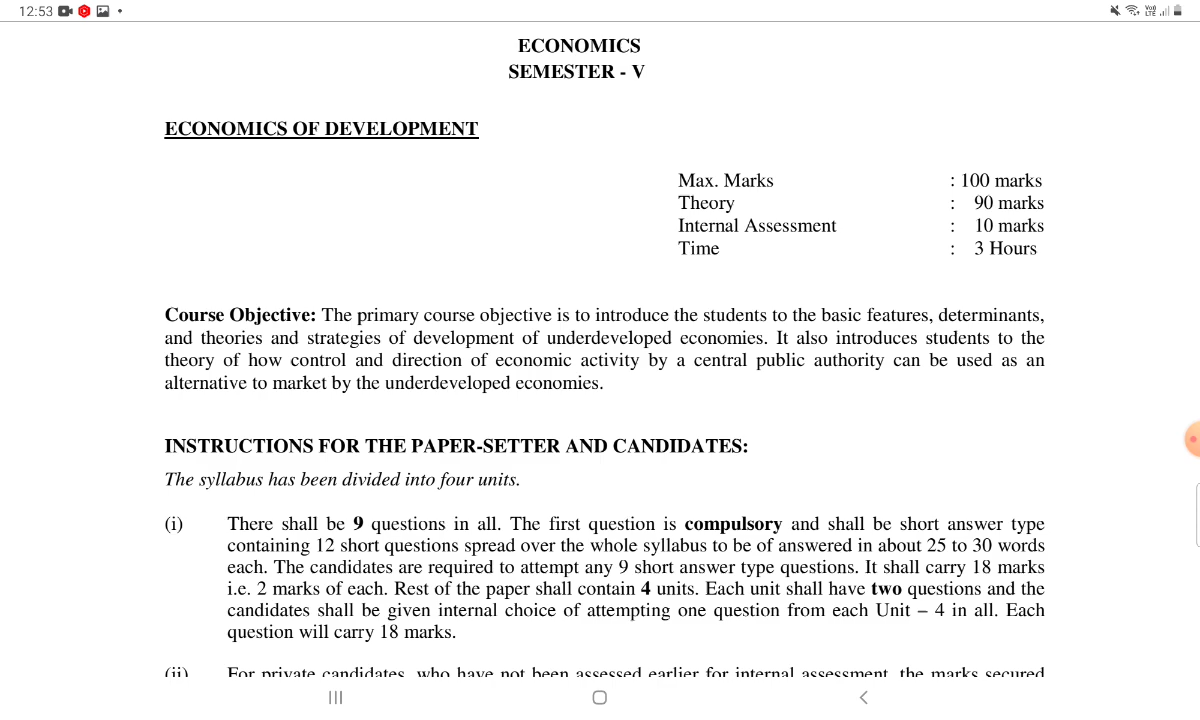 12:53
Vo)) LTE
ECONOMICS
SEMESTER - V
ECONOMICS OF DEVELOPMENT
Max. Marks : 100 marks
Theory : 90 marks
Internal Assessment : 10 marks
Time : 3 Hours
Course Objective: The primary course objective is to introduce the students to the basic features, determinants,
and theories and strategies of development of underdeveloped economies. It also introduces students to the
theory of how control and direction of economic activity by a central public authority can be used as an
alternative to market by the underdeveloped economies.
INSTRUCTIONS FOR THE PAPER-SETTER AND CANDIDATES:
The syllabus has been divided into four units.
(i) There shall be 9 questions in all. The first question is compulsory and shall be short answer type
containing 12 short questions spread over the whole syllabus to be of answered in about 25 to 30 words
each. The candidates are required to attempt any 9 short answer type questions. It shall carry 18 marks
i.e. 2 marks of each. Rest of the paper shall contain 4 units. Each unit shall have two questions and the
candidates shall be given internal choice of attempting one question from each Unit – 4 in all. Each
question will carry 18 marks.
(ii) For private candidates, who have not been assessed earlier for internal assessment, the marks secured